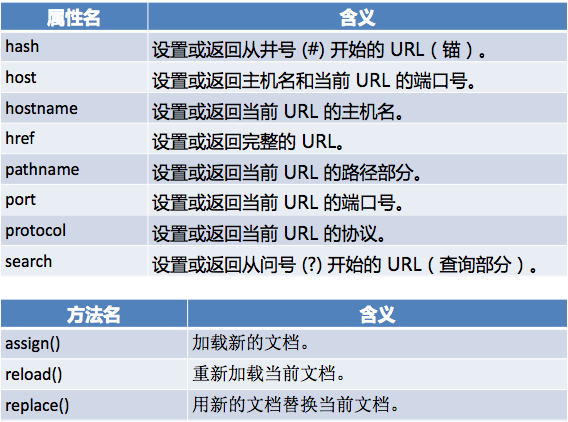 属性名 含义
hash 设置或返回从井号 (#) 开始的 URL（锚）。
host 设置或返回主机名和当前 URL 的端口号。
hostname 设置或返回当前 URL 的主机名。
href 设置或返回完整的 URL。
pathname 设置或返回当前 URL 的路径部分。
port 设置或返回当前 URL 的端口号。
protocol 设置或返回当前 URL 的协议。
search 设置或返回从问号 (?) 开始的 URL（查询部分）。
方法名 含义
assign() 加载新的文档。
reload() 重新加载当前文档。
replace() 用新的文档替换当前文档。